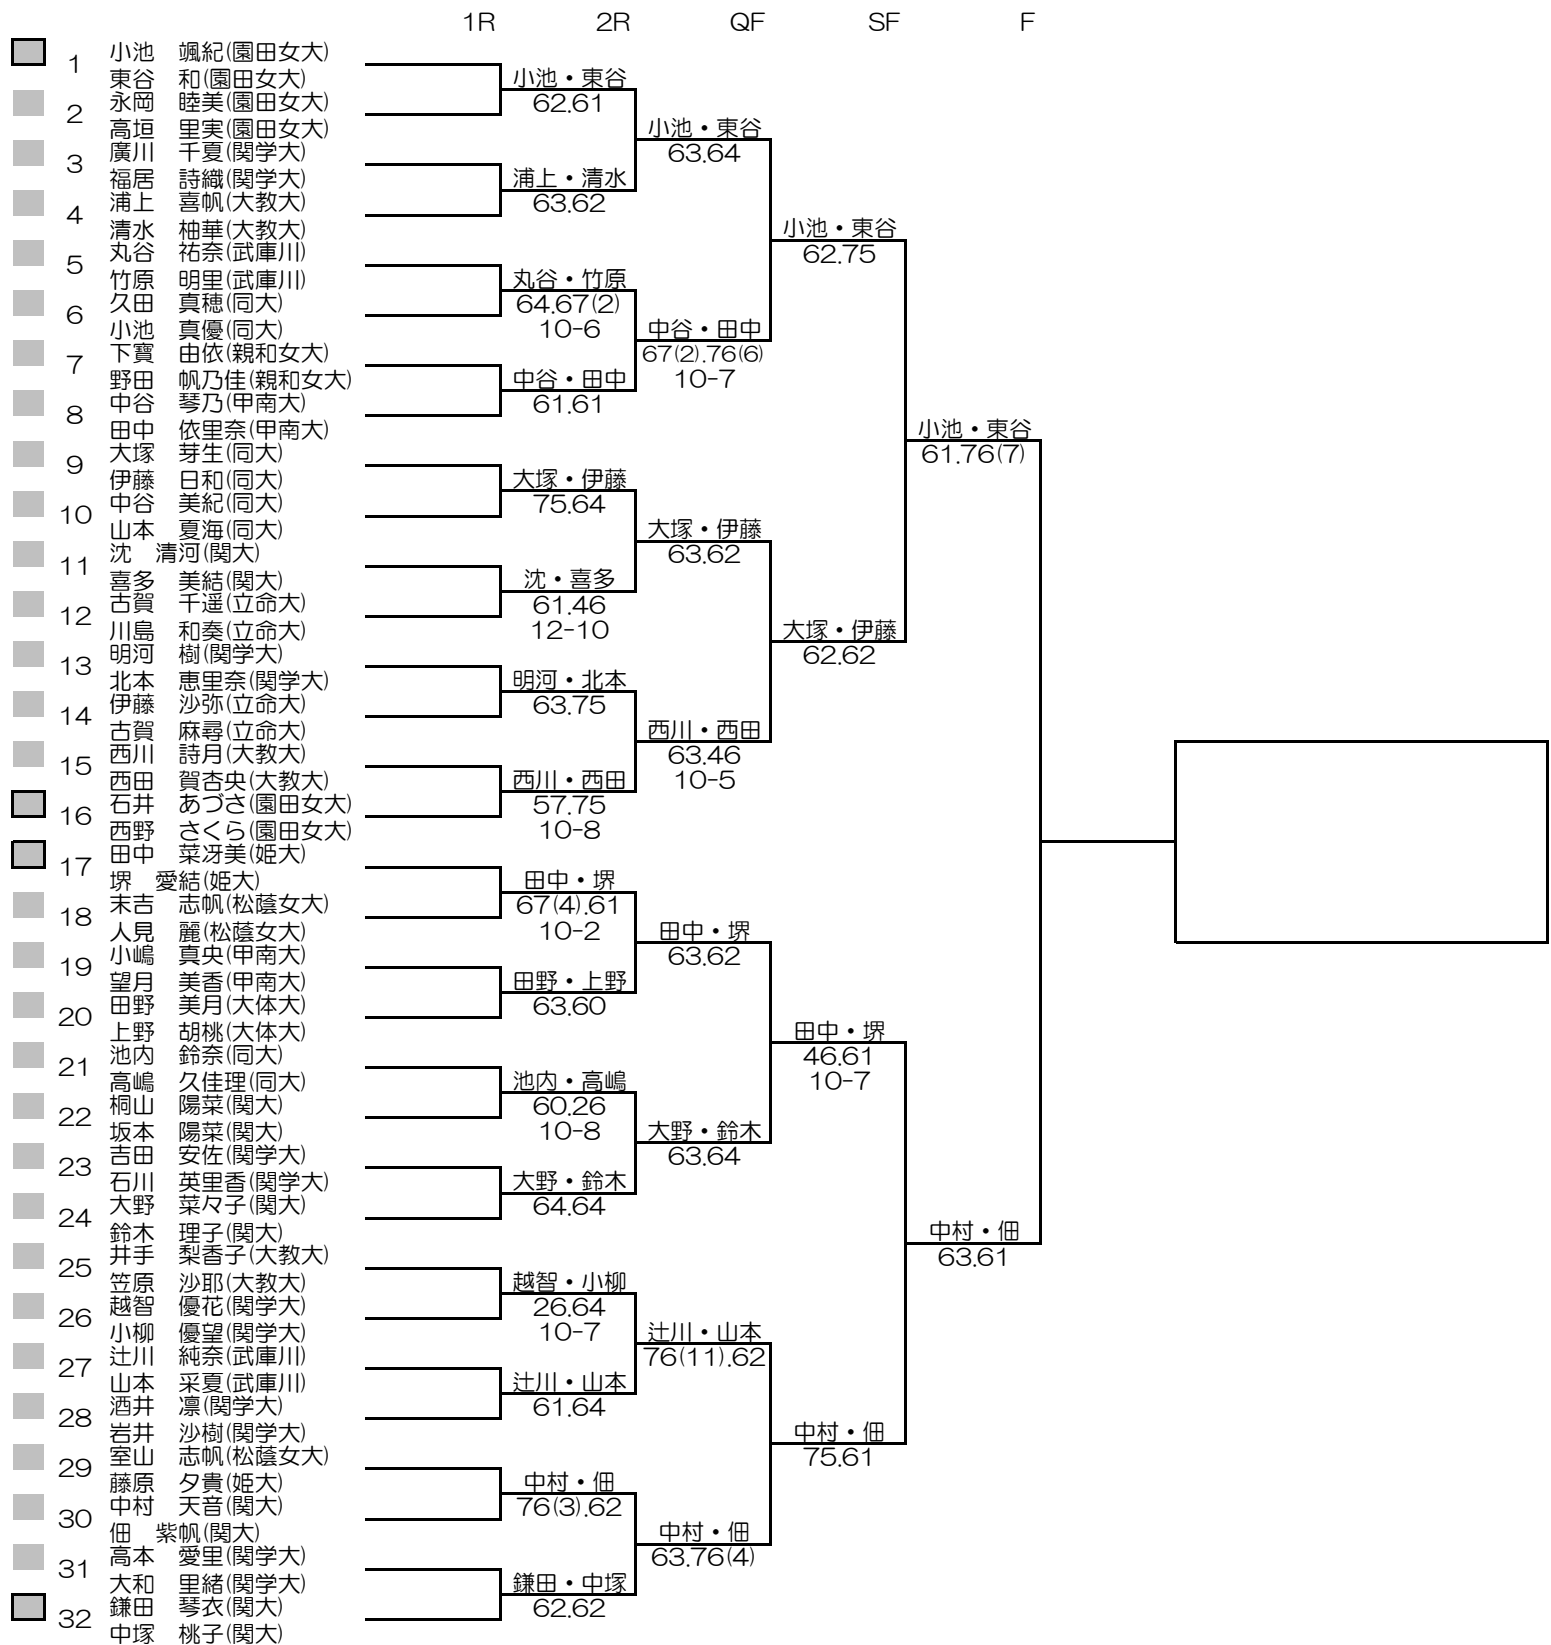 1R 2R QF SF F
1 小池 颯紀(園田女大)
東谷 和(園田女大)
2 永岡 睦美(園田女大)
高垣 里実(園田女大)
3 廣川 千夏(関学大)
福居 詩織(関学大)
4 浦上 喜帆(大教大)
清水 柚華(大教大)
5 丸谷 祐奈(武庫川)
竹原 明里(武庫川)
6 久田 真穂(同大)
小池 真優(同大)
7 下寶 由依(親和女大)
野田 帆乃佳(親和女大)
8 中谷 琴乃(甲南大)
田中 依里奈(甲南大)
9 大塚 芽生(同大)
伊藤 日和(同大)
10 中谷 美紀(同大)
山本 夏海(同大)
11 沈 清河(関大)
喜多 美結(関大)
12 古賀 千遥(立命大)
川島 和奏(立命大)
13 明河 樹(関学大)
北本 恵里奈(関学大)
14 伊藤 沙弥(立命大)
古賀 麻尋(立命大)
15 西川 詩月(大教大)
西田 賀杏央(大教大)
16 石井 あづさ(園田女大)
西野 さくら(園田女大)
17 田中 菜冴美(姫大)
堺 愛結(姫大)
18 末吉 志帆(松蔭女大)
人見 麗(松蔭女大)
19 小嶋 真央(甲南大)
望月 美香(甲南大)
20 田野 美月(大体大)
上野 胡桃(大体大)
21 池内 鈴奈(同大)
高嶋 久佳理(同大)
22 桐山 陽菜(関大)
坂本 陽菜(関大)
23 吉田 安佐(関学大)
石川 英里香(関学大)
24 大野 菜々子(関大)
鈴木 理子(関大)
25 井手 梨香子(大教大)
笠原 沙耶(大教大)
26 越智 優花(関学大)
小柳 優望(関学大)
27 辻川 純奈(武庫川)
山本 采夏(武庫川)
28 酒井 凛(関学大)
岩井 沙樹(関学大)
29 室山 志帆(松蔭女大)
藤原 夕貴(姫大)
30 中村 天音(関大)
佃 紫帆(関大)
31 高本 愛里(関学大)
大和 里緒(関学大)
32 鎌田 琴衣(関大)
中塚 桃子(関大)
小池・東谷
62.61
浦上・清水
63.62
丸谷・竹原
64.67(2)
10-6
中谷・田中
61.61
大塚・伊藤
75.64
沈・喜多
61.46
12-10
明河・北本
63.75
西川・西田
57.75
10-8
田中・堺
67(4).61
10-2
田野・上野
63.60
池内・高嶋
60.26
10-8
大野・鈴木
64.64
越智・小柳
26.64
10-7
辻川・山本
61.64
中村・佃
76(3).62
鎌田・中塚
62.62
小池・東谷
63.64
中谷・田中
67(2).76(6)
10-7
大塚・伊藤
63.62
西川・西田
63.46
10-5
田中・堺
63.62
大野・鈴木
63.64
辻川・山本
76(11).62
中村・佃
63.76(4)
小池・東谷
62.75
大塚・伊藤
62.62
田中・堺
46.61
10-7
中村・佃
75.61
小池・東谷
61.76(7)
中村・佃
63.61